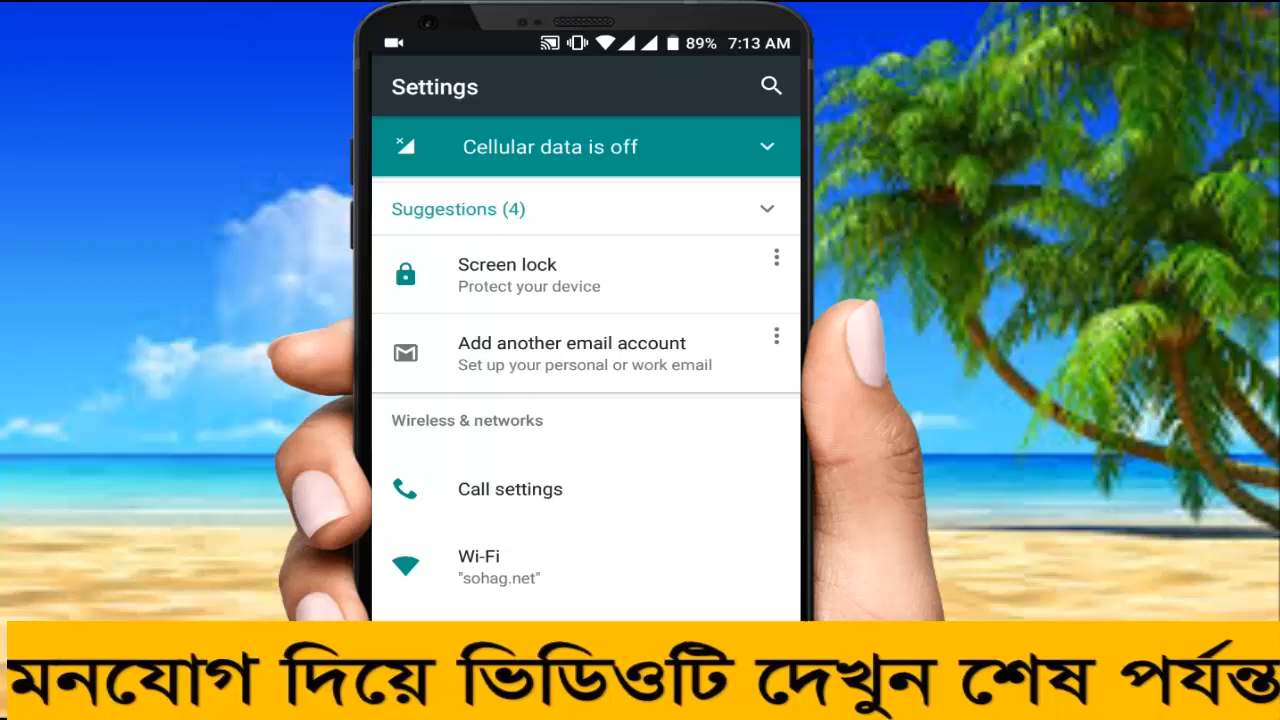 89% 7:13 AM
Settings
Cellular data is off
Suggestions (4)
Screen lock
Protect your device
Add another email account
Set up your personal or work email
Wireless & networks
Call settings
Wi-Fi
"sohag.net"
মনযোগ দিয়ে ভিডিওটি দেখুন শেষ পর্যন্ত